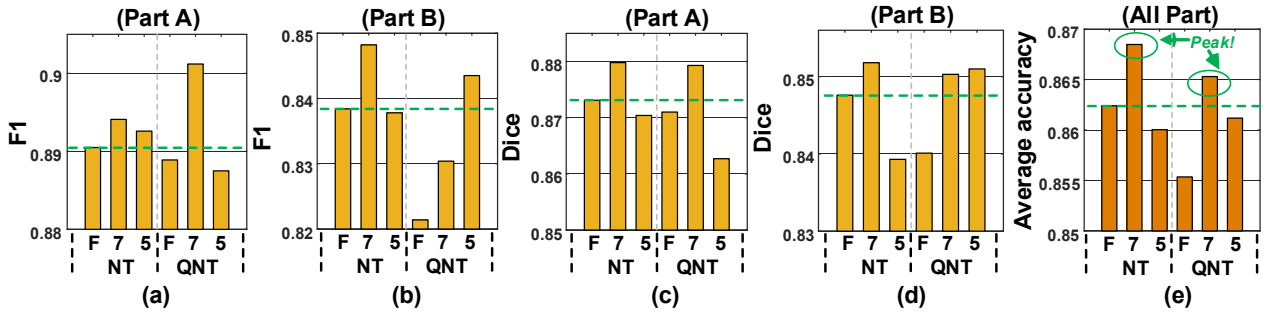 (Part A)
F1
0.9
0.89
0.88
F 7 5 F 7 5
NT QNT
(a)
(Part B)
F1
0.85
0.84
0.83
0.82
F 7 5 F 7 5
NT QNT
(b)
(Part A)
Dice
0.88
0.87
0.86
0.85
F 7 5 F 7 5
NT QNT
(c)
(Part B)
Dice
0.85
0.84
0.83
F 7 5 F 7 5
NT QNT
(d)
(All Part)
Average accuracy
0.87
Peak!
0.865
0.86
0.855
0.85
F 7 5 F 7 5
NT QNT
(e)